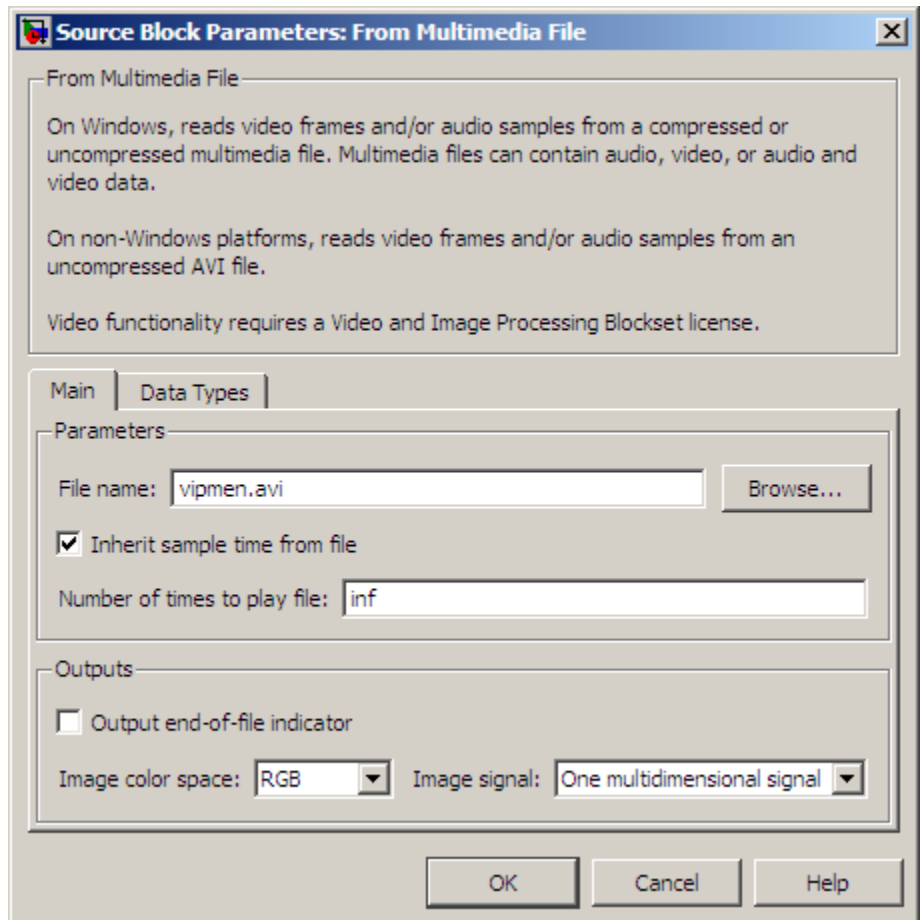 Source Block Parameters: From Multimedia File
From Multimedia File
On Windows, reads video frames and/or audio samples from a compressed or
uncompressed multimedia file. Multimedia files can contain audio, video, or audio and
video data.
On non-Windows platforms, reads video frames and/or audio samples from an
uncompressed AVI file.
Video functionality requires a Video and Image Processing Blockset license.
Main Data Types
Parameters
File name: vipmen.avi Browse...
Inherit sample time from file
Number of times to play file: inf
Outputs
Output end-of-file indicator
Image color space: RGB Image signal: One multidimensional signal
OK Cancel Help